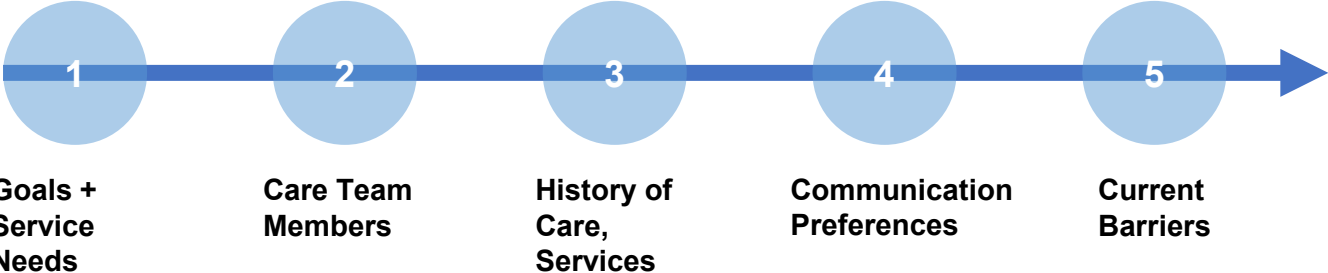 1
2
3
4
5
Goals +
Service
Needs
Care Team
Members
History of
Care,
Services
Communication
Preferences
Current
Barriers